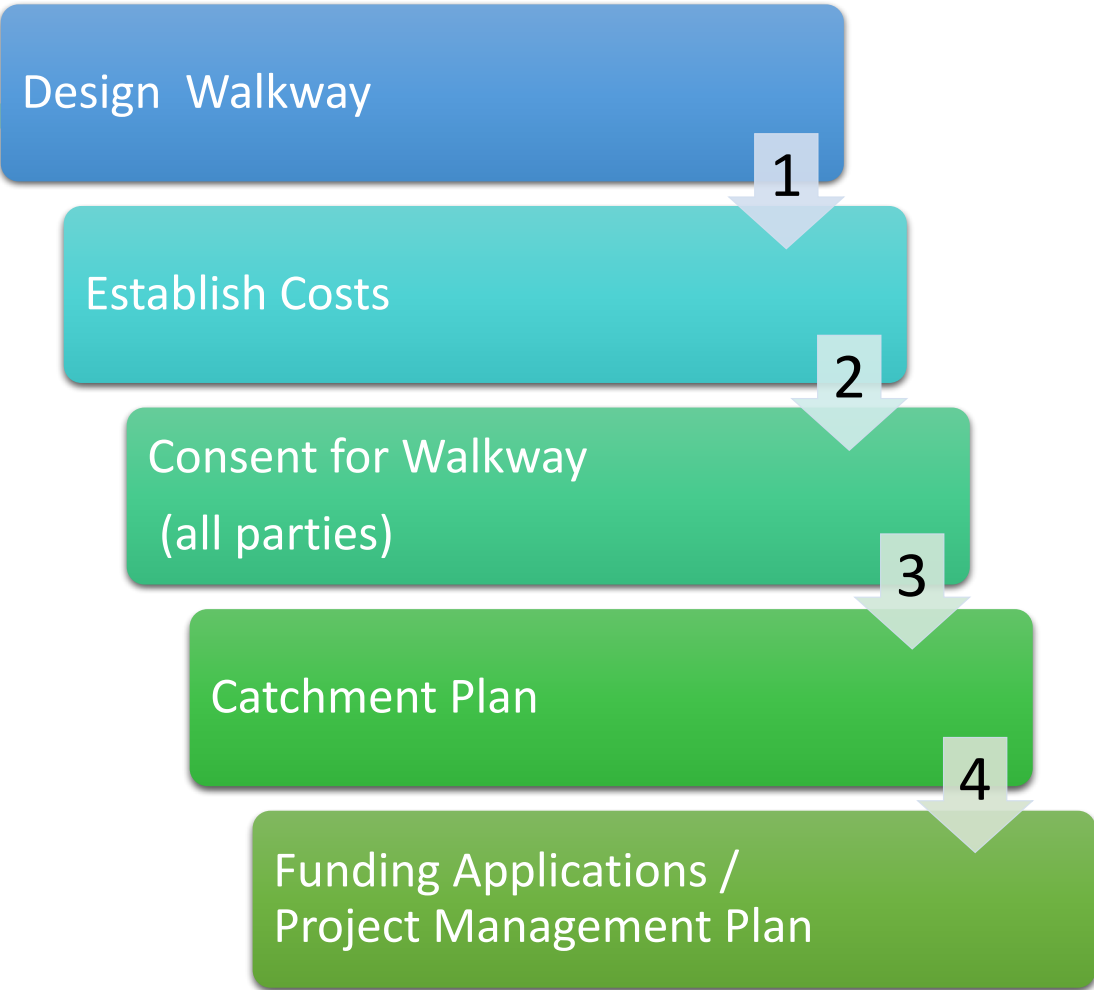 Design  Walkway
1
Establish Costs
2
Consent for Walkway
(all parties)
3
Catchment Plan
4
Funding Applications /
Project Management Plan